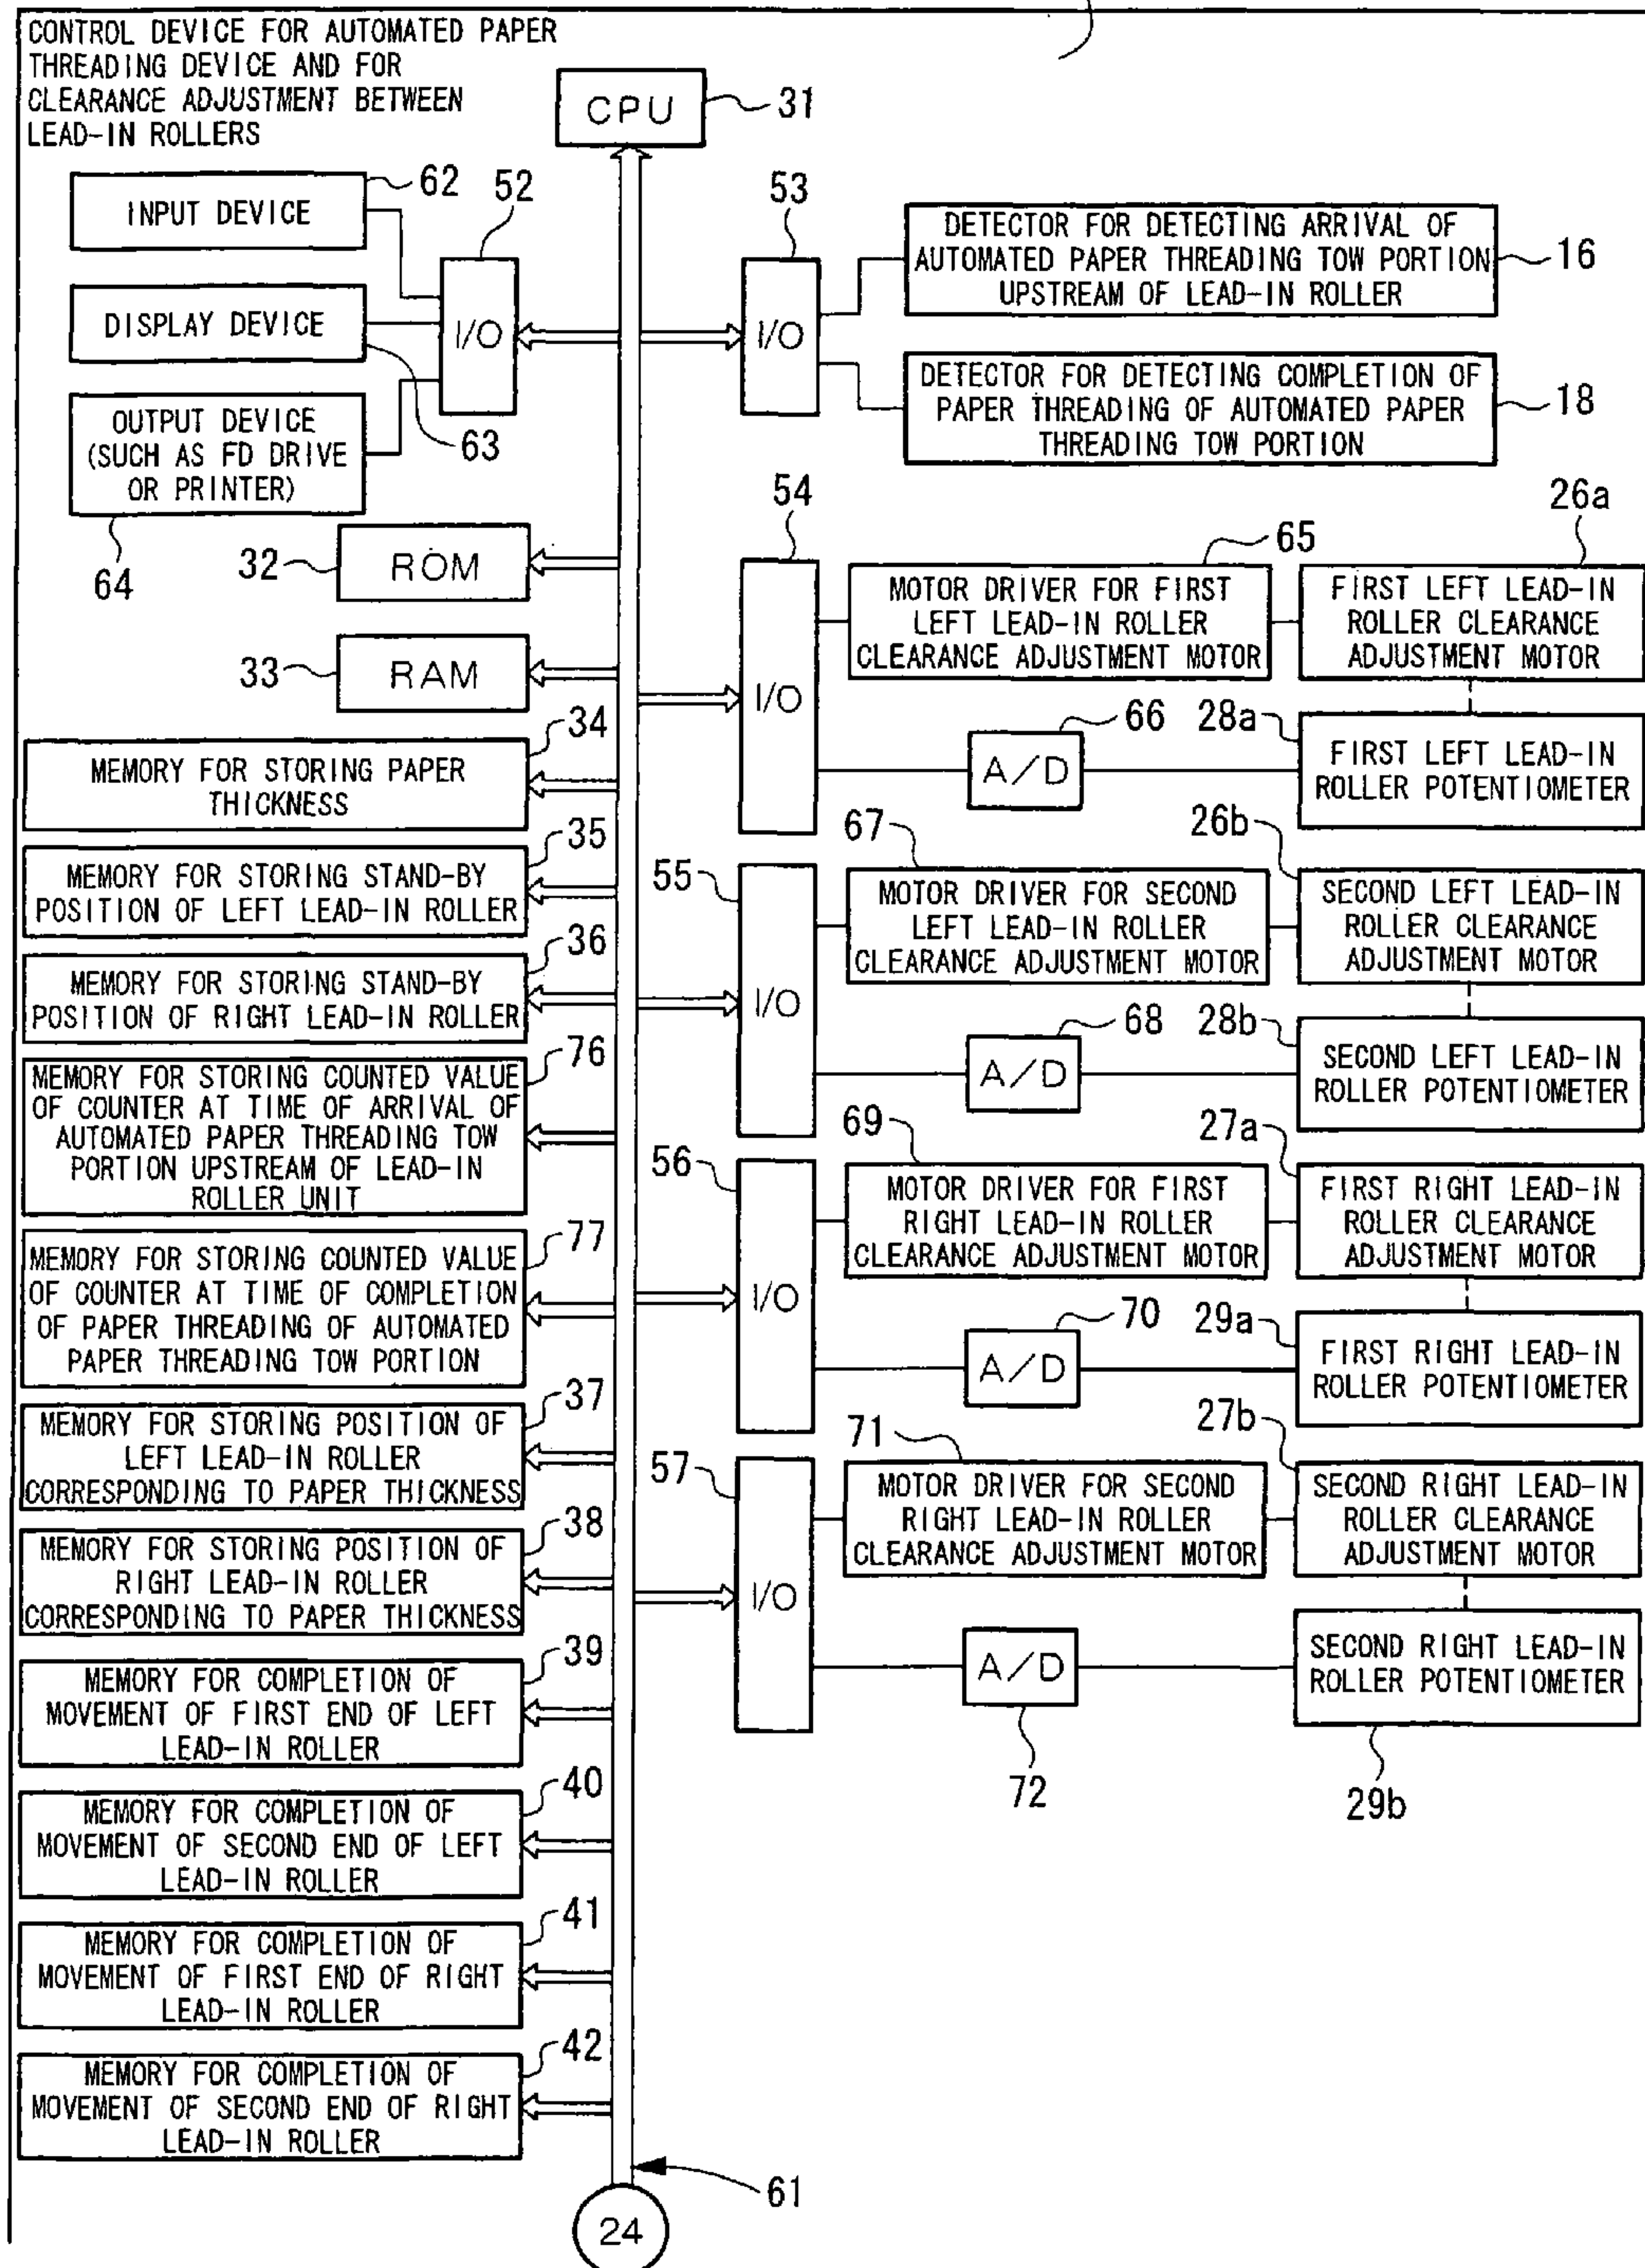 CONTROL DEVICE FOR AUTOMATED PAPER
THREADING DEVICE AND FOR
CLEARANCE ADJUSTMENT BETWEEN
LEAD-IN ROLLERS
CPU
31
62
INPUT DEVICE
52
I/O
DISPLAY DEVICE
63
OUTPUT DEVICE
(SUCH AS FD DRIVE
OR PRINTER)
64
32
ROM
33
RAM
34
MEMORY FOR STORING PAPER
THICKNESS
35
MEMORY FOR STORING STAND-BY
POSITION OF LEFT LEAD-IN ROLLER
36
MEMORY FOR STORING STAND-BY
POSITION OF RIGHT LEAD-IN ROLLER
76
MEMORY FOR STORING COUNTED VALUE
OF COUNTER AT TIME OF ARRIVAL OF
AUTOMATED PAPER THREADING TOW
PORTION UPSTREAM OF LEAD-IN
ROLLER UNIT
77
MEMORY FOR STORING COUNTED VALUE
OF COUNTER AT TIME OF COMPLETION
OF PAPER THREADING OF AUTOMATED
PAPER THREADING TOW PORTION
37
MEMORY FOR STORING POSITION OF
LEFT LEAD-IN ROLLER
CORRESPONDING TO PAPER THICKNESS
38
MEMORY FOR STORING POSITION OF
RIGHT LEAD-IN ROLLER
CORRESPONDING TO PAPER THICKNESS
39
MEMORY FOR COMPLETION OF
MOVEMENT OF FIRST END OF LEFT
LEAD-IN ROLLER
40
MEMORY FOR COMPLETION OF
MOVEMENT OF SECOND END OF LEFT
LEAD-IN ROLLER
41
MEMORY FOR COMPLETION OF
MOVEMENT OF FIRST END OF RIGHT
LEAD-IN ROLLER
42
MEMORY FOR COMPLETION OF
MOVEMENT OF SECOND END OF RIGHT
LEAD-IN ROLLER
61
24
53
I/O
DETECTOR FOR DETECTING ARRIVAL OF
AUTOMATED PAPER THREADING TOW PORTION
UPSTREAM OF LEAD-IN ROLLER
16
DETECTOR FOR DETECTING COMPLETION OF
PAPER THREADING OF AUTOMATED PAPER
THREADING TOW PORTION
18
54
I/O
65
MOTOR DRIVER FOR FIRST
LEFT LEAD-IN ROLLER
CLEARANCE ADJUSTMENT MOTOR
26a
FIRST LEFT LEAD-IN
ROLLER CLEARANCE
ADJUSTMENT MOTOR
66
A/D
28a
FIRST LEFT LEAD-IN
ROLLER POTENTIOMETER
55
I/O
67
MOTOR DRIVER FOR SECOND
LEFT LEAD-IN ROLLER
CLEARANCE ADJUSTMENT MOTOR
26b
SECOND LEFT LEAD-IN
ROLLER CLEARANCE
ADJUSTMENT MOTOR
68
A/D
28b
SECOND LEFT LEAD-IN
ROLLER POTENTIOMETER
56
I/O
69
MOTOR DRIVER FOR FIRST
RIGHT LEAD-IN ROLLER
CLEARANCE ADJUSTMENT MOTOR
27a
FIRST RIGHT LEAD-IN
ROLLER CLEARANCE
ADJUSTMENT MOTOR
70
A/D
29a
FIRST RIGHT LEAD-IN
ROLLER POTENTIOMETER
57
I/O
71
MOTOR DRIVER FOR SECOND
RIGHT LEAD-IN ROLLER
CLEARANCE ADJUSTMENT MOTOR
27b
SECOND RIGHT LEAD-IN
ROLLER CLEARANCE
ADJUSTMENT MOTOR
A/D
72
SECOND RIGHT LEAD-IN
ROLLER POTENTIOMETER
29b